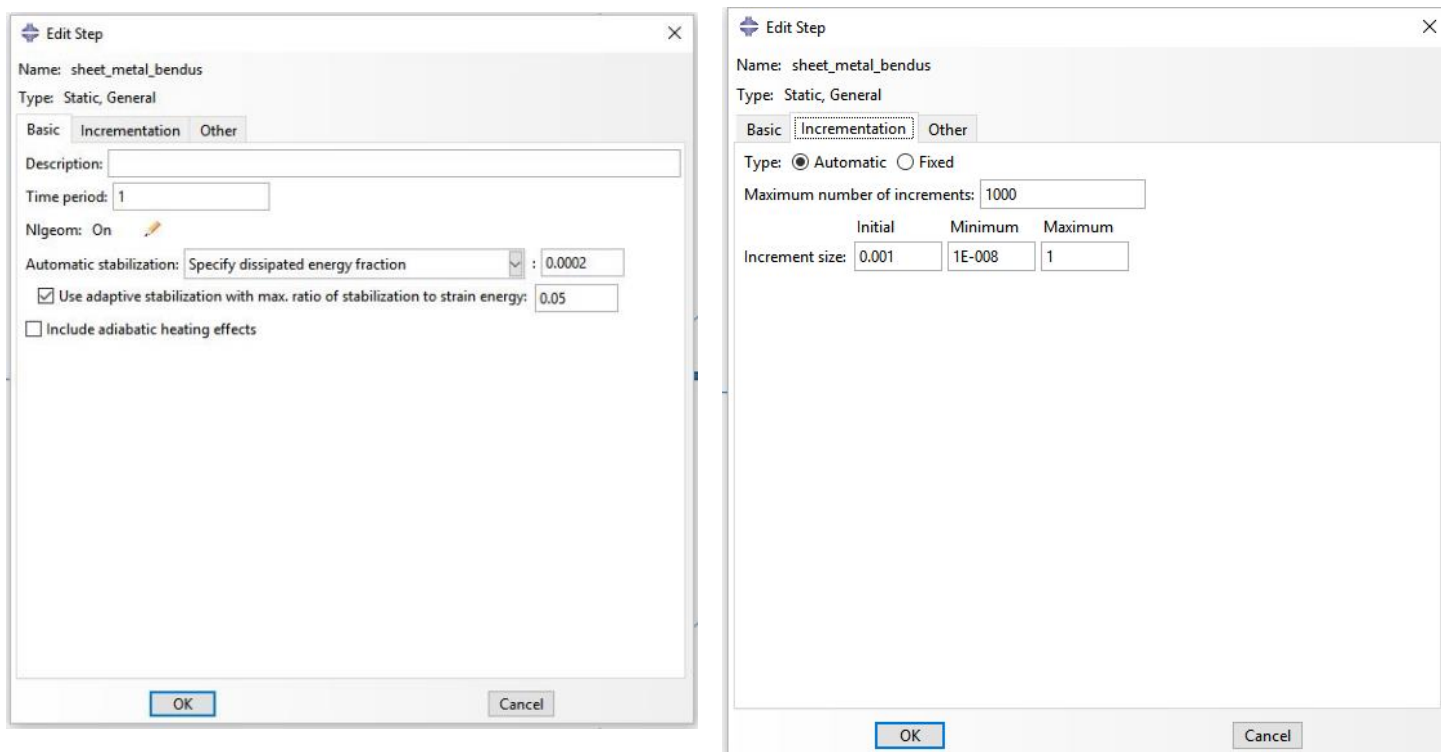 Edit Step
Name: sheet_metal_bendus
Type: Static, General
Basic Incrementation Other
Description:
Time period: 1
Nlgeom: On
Automatic stabilization: Specify dissipated energy fraction : 0.0002
Use adaptive stabilization with max. ratio of stabilization to strain energy: 0.05
Include adiabatic heating effects
OK Cancel
Edit Step
Name: sheet_metal_bendus
Type: Static, General
Basic Incrementation Other
Type: Automatic Fixed
Maximum number of increments: 1000
Initial Minimum Maximum
Increment size: 0.001 1E-008 1
OK Cancel